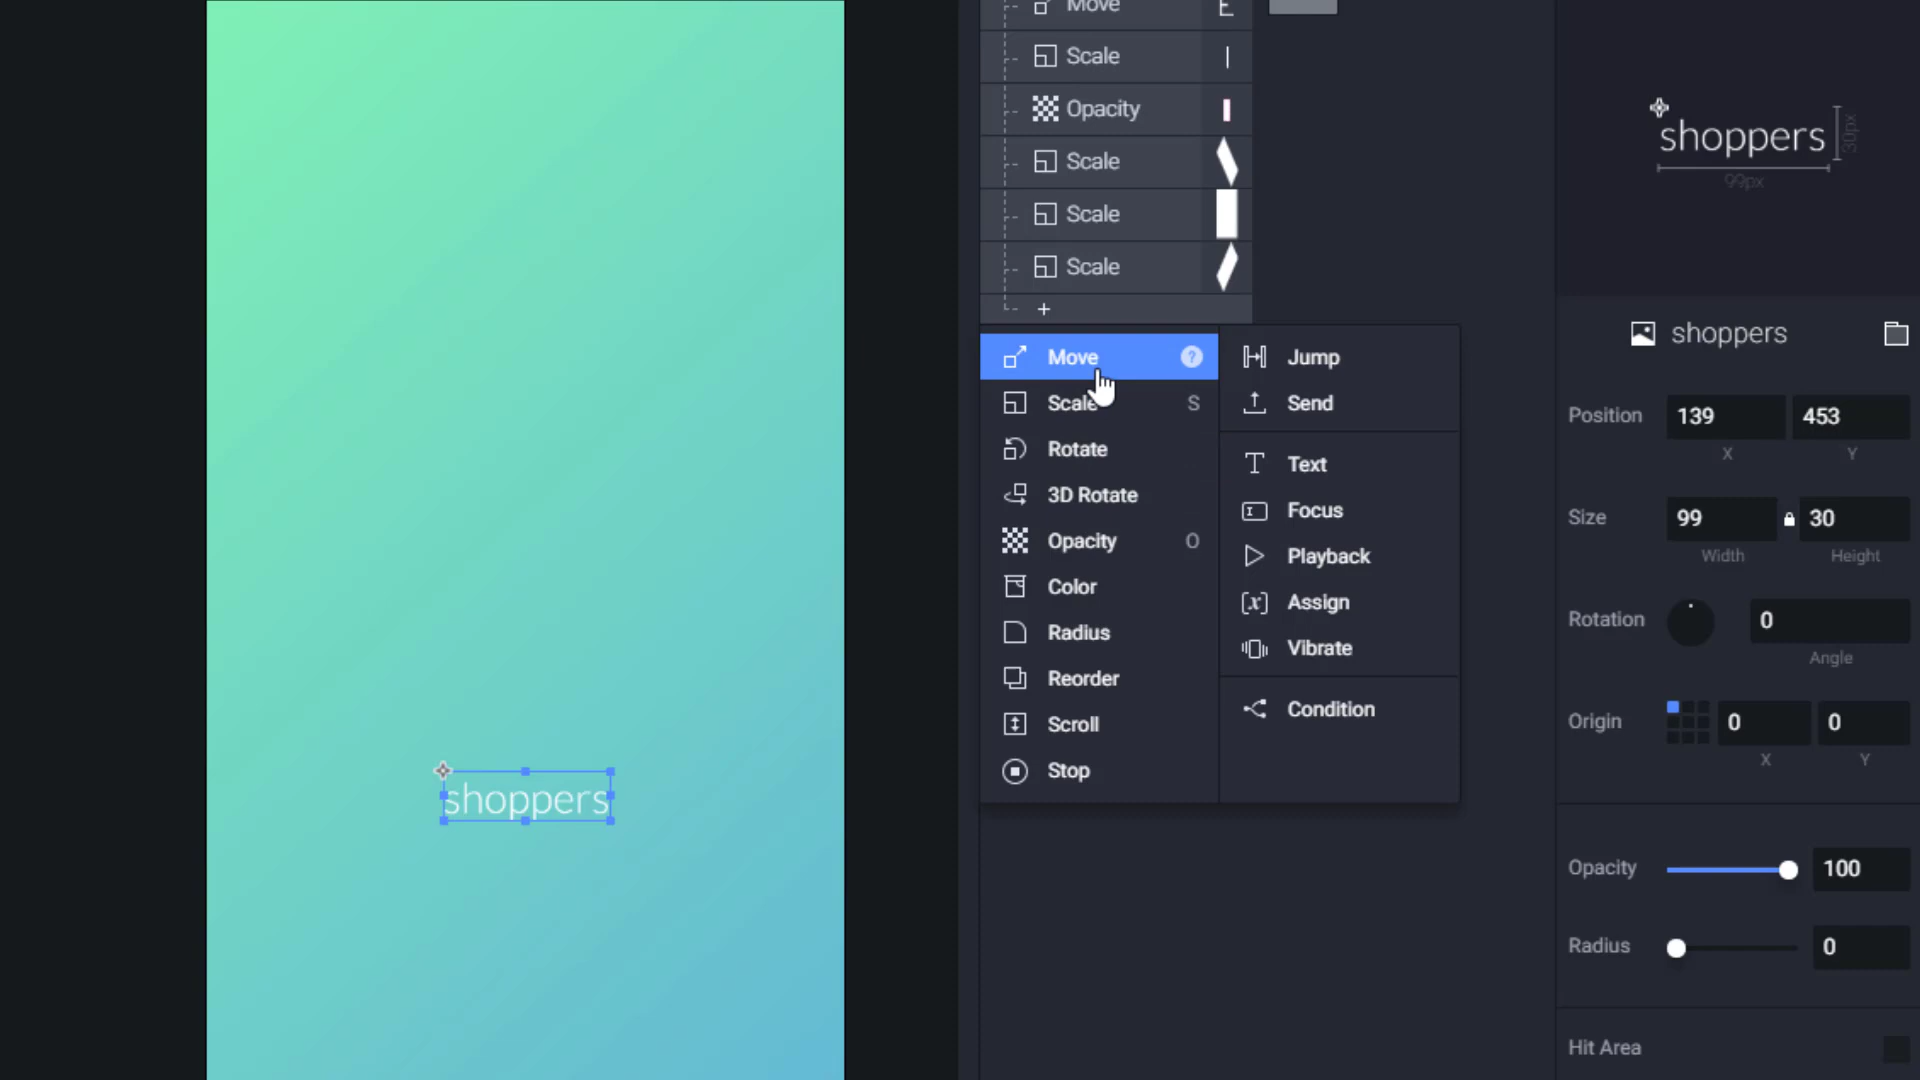 Move
Scale
Opacity
Scale
Scale
Scale
+
Move ?
Scale S
Rotate
3D Rotate
Opacity O
Color
Radius
Reorder
Scroll
Stop
Jump
Send
Text
Focus
Playback
Assign
Vibrate
Condition
shoppers
shoppers
30px
99px
shoppers
Position 139 453
X Y
Size 99 30
Width Height
Rotation 0
Angle
Origin 0 0
X Y
Opacity 100
Radius 0
Hit Area